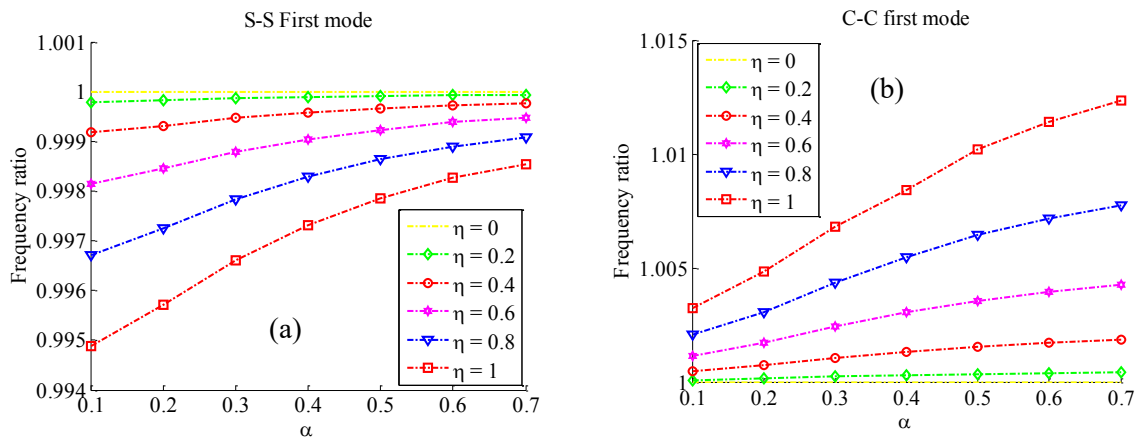 S-S First mode
1.001
1
0.999
0.998
0.997
0.996
0.995
0.994
Frequency ratio
0.1 0.2 0.3 0.4 0.5 0.6 0.7
α
(a)
η = 0
η = 0.2
η = 0.4
η = 0.6
η = 0.8
η = 1
C-C first mode
1.015
1.01
1.005
1
Frequency ratio
0.1 0.2 0.3 0.4 0.5 0.6 0.7
α
(b)
η = 0
η = 0.2
η = 0.4
η = 0.6
η = 0.8
η = 1